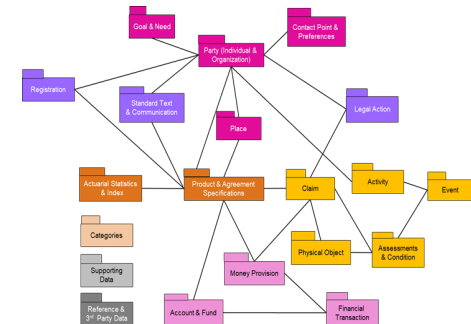 Goal & Need
Contact Point &
Preferences
Party (Individual &
Organization)
Registration
Standard Text
& Communication
Legal Action
Place
Actuarial Statistics
& Index
Product & Agreement
Specifications
Claim
Activity
Event
Categories
Physical Object
Assessments
& Condition
Supporting
Data
Money Provision
Reference &
3rd Party Data
Account & Fund
Financial
Transaction